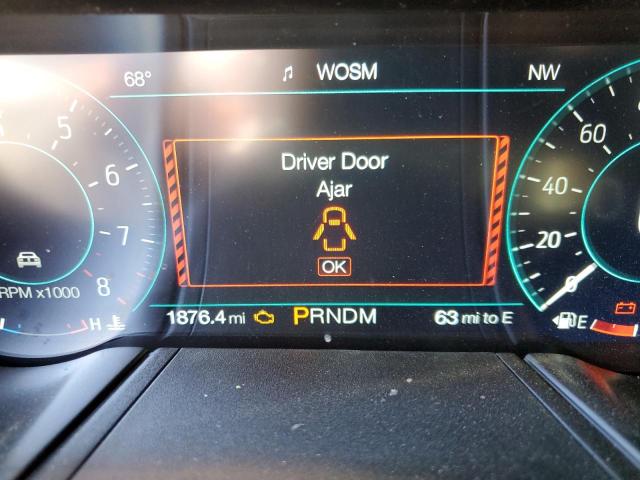 68° WOSM NW
5
6
7
8
RPM x1000
H
Driver Door
Ajar
OK
1876.4 mi PRNDM 63 mi to E
60
40
20
0
E